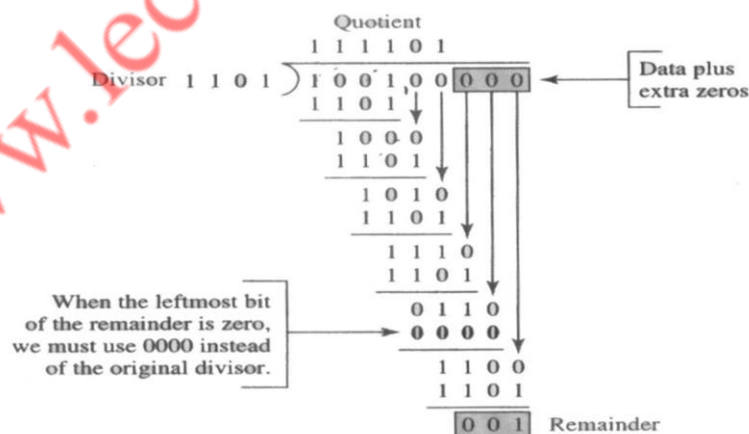 Quotient
1 1 1 1 0 1
Divisor 1 1 0 1 1 0 0 1 0 0 0 0 0
1 1 0 1
1 0 0 0
1 1 0 1
1 0 1 0
1 1 0 1
1 1 1 0
1 1 0 1
0 1 1 0
0 0 0 0
1 1 0 0
1 1 0 1
0 0 1 Remainder
Data plus
extra zeros
When the leftmost bit
of the remainder is zero,
we must use 0000 instead
of the original divisor.
w.lec